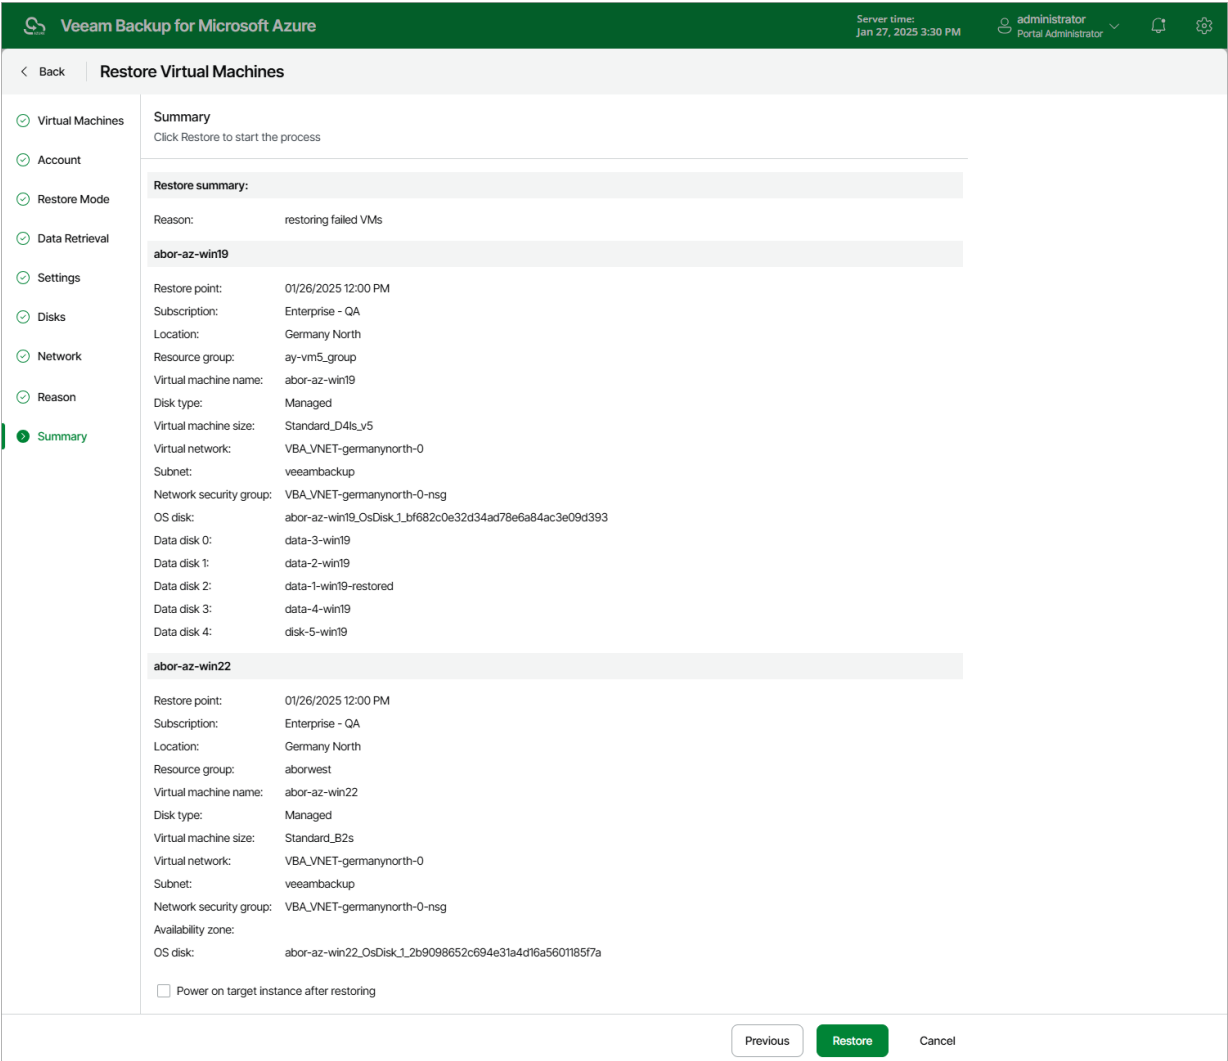 Veeam Backup for Microsoft Azure
Server time:
Jan 27, 2025 3:30 PM
administrator
Portal Administrator
Back
Restore Virtual Machines
Virtual Machines
Account
Restore Mode
Data Retrieval
Settings
Disks
Network
Reason
Summary
Summary
Click Restore to start the process
Restore summary:
Reason: restoring failed VMs
abor-az-win19
Restore point: 01/26/2025 12:00 PM
Subscription: Enterprise - QA
Location: Germany North
Resource group: ay-vm5_group
Virtual machine name: abor-az-win19
Disk type: Managed
Virtual machine size: Standard_D4ls_v5
Virtual network: VBA_VNET-germanynorth-0
Subnet: veeambackup
Network security group: VBA_VNET-germanynorth-0-nsg
OS disk: abor-az-win19_OsDisk_1_bf682c0e32d34ad78e6a84ac3e09d393
Data disk 0: data-3-win19
Data disk 1: data-2-win19
Data disk 2: data-1-win19-restored
Data disk 3: data-4-win19
Data disk 4: disk-5-win19
abor-az-win22
Restore point: 01/26/2025 12:00 PM
Subscription: Enterprise - QA
Location: Germany North
Resource group: aborwest
Virtual machine name: abor-az-win22
Disk type: Managed
Virtual machine size: Standard_B2s
Virtual network: VBA_VNET-germanynorth-0
Subnet: veeambackup
Network security group: VBA_VNET-germanynorth-0-nsg
Availability zone:
OS disk: abor-az-win22_OsDisk_1_2b9098652c694e31a4d16a5601185f7a
Power on target instance after restoring
Previous
Restore
Cancel